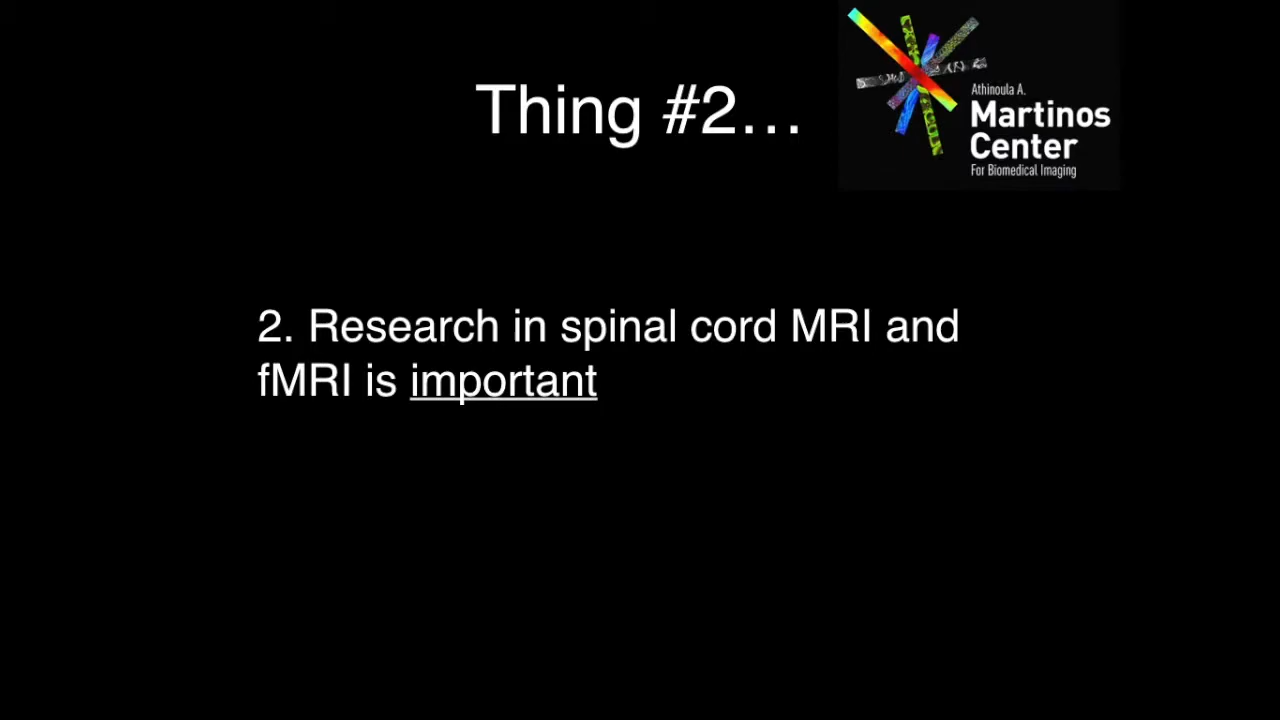 Thing #2…
Athinoula A.
Martinos
Center
For Biomedical Imaging
2. Research in spinal cord MRI and
fMRI is important